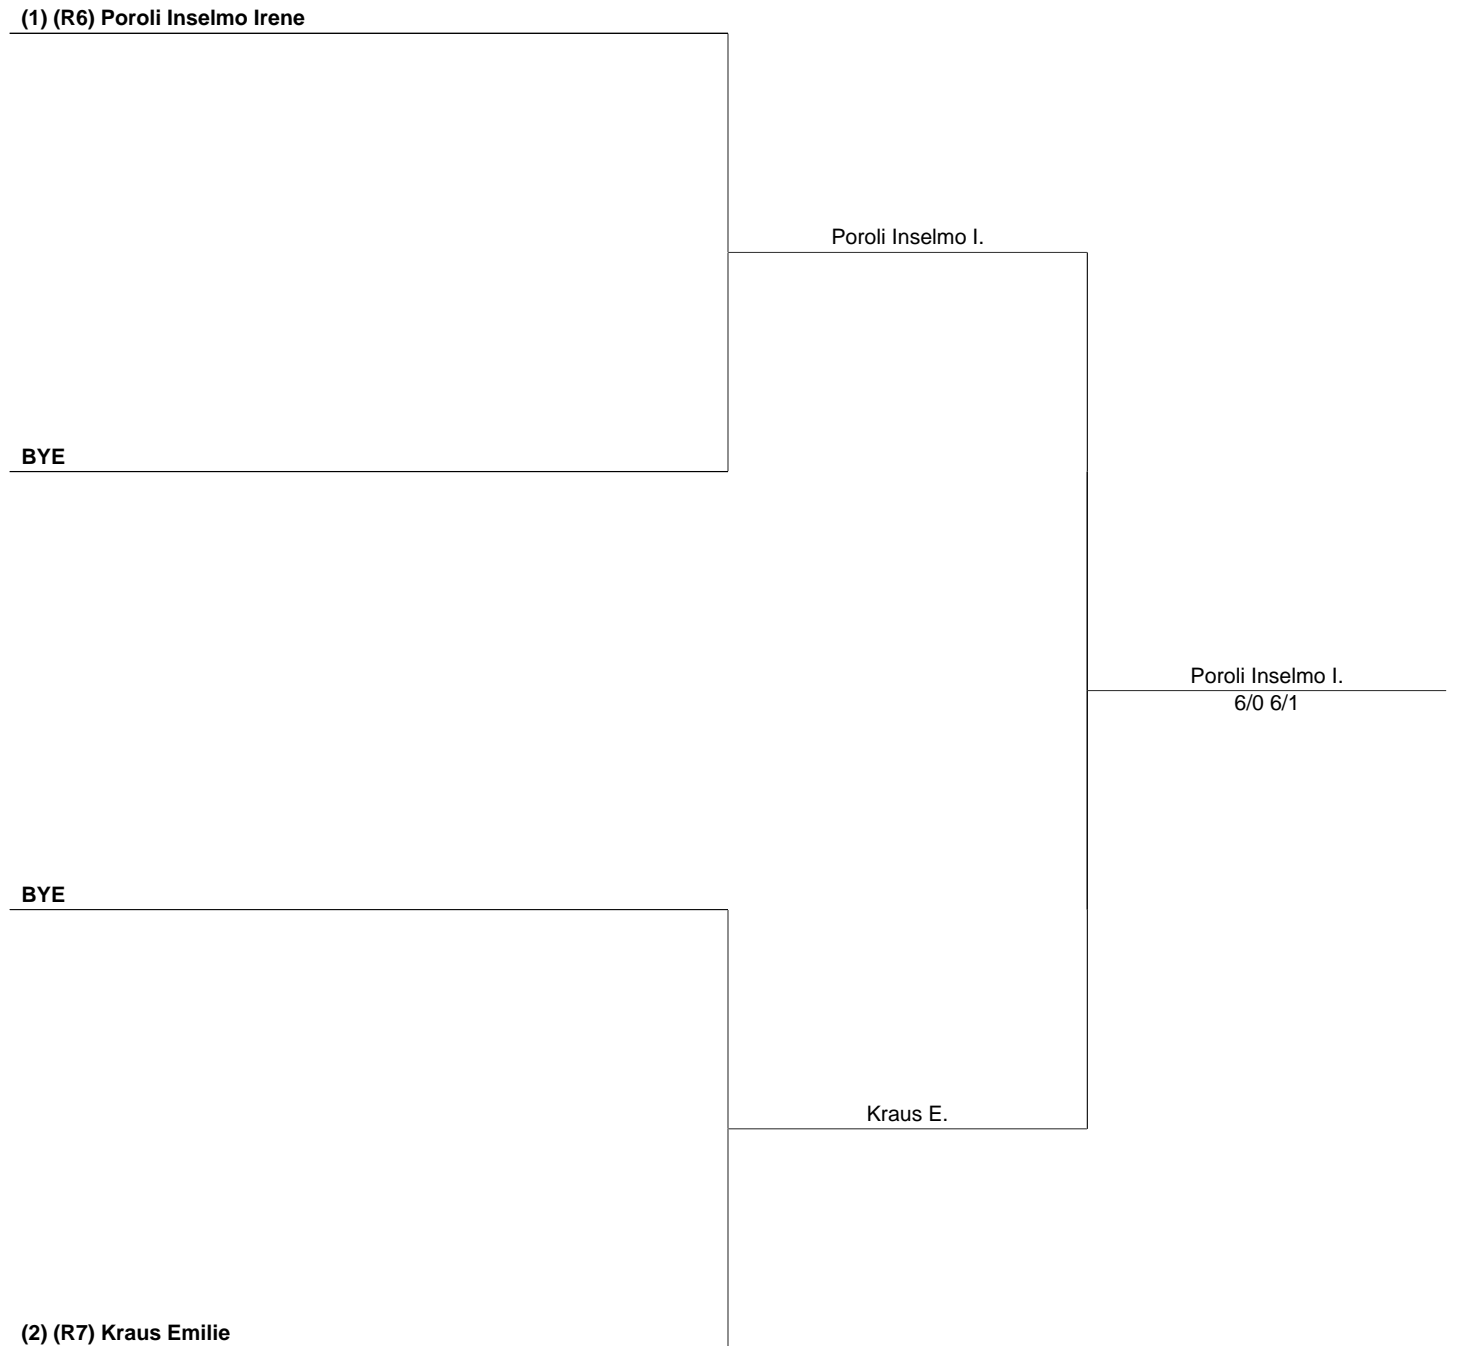 (1) (R6) Poroli Inselmo Irene
Poroli Inselmo I.
BYE
Poroli Inselmo I.
6/0 6/1
BYE
Kraus E.
(2) (R7) Kraus Emilie